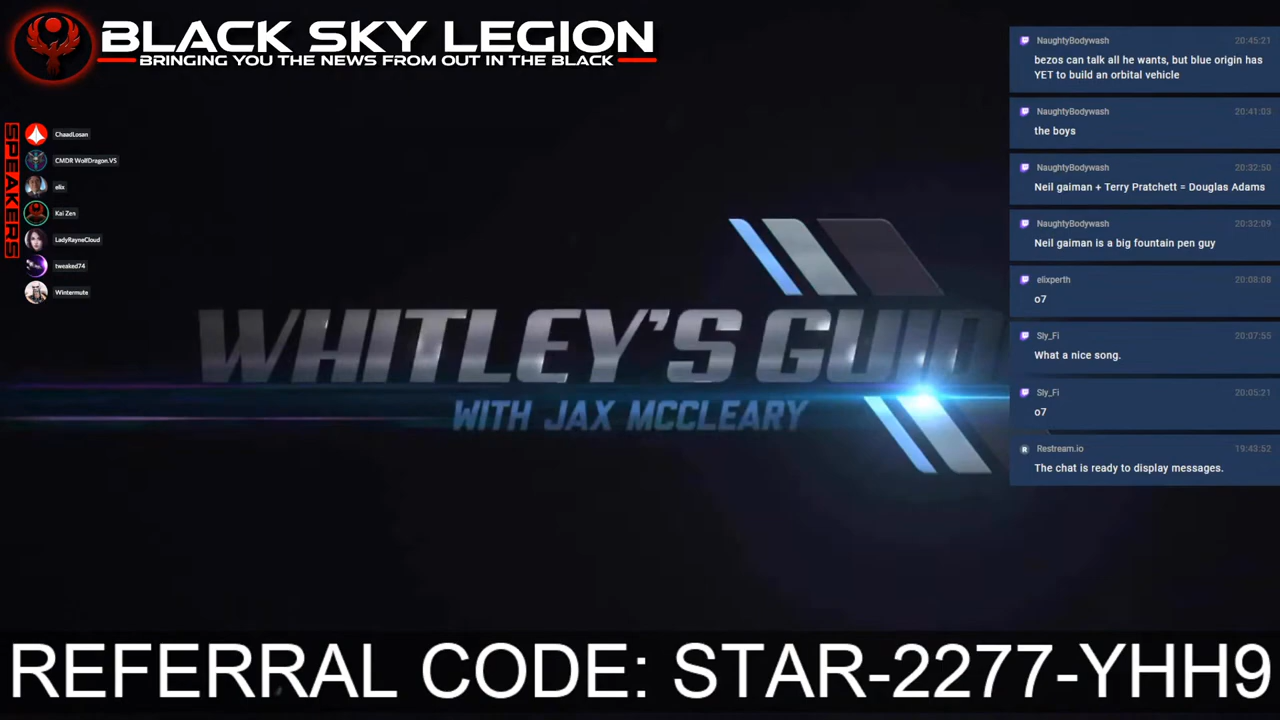 BLACK SKY LEGION
BRINGING YOU THE NEWS FROM OUT IN THE BLACK
SPEAKERS
ChaadLosan
CMDR WolfDragon.VS
elix
Kai Zen
LadyRayneCloud
tweaked74
Wintermute
WHITLEY'S GUID
WITH JAX MCCLEARY
NaughtyBodywash 20:45:21
bezos can talk all he wants, but blue origin has
YET to build an orbital vehicle
NaughtyBodywash 20:41:03
the boys
NaughtyBodywash 20:32:50
Neil gaiman + Terry Pratchett = Douglas Adams
NaughtyBodywash 20:32:09
Neil gaiman is a big fountain pen guy
elixperth 20:08:08
o7
Sly_Fi 20:07:55
What a nice song.
Sly_Fi 20:05:21
o7
R Restream.io 19:43:52
The chat is ready to display messages.
REFERRAL CODE: STAR-2277-YHH9